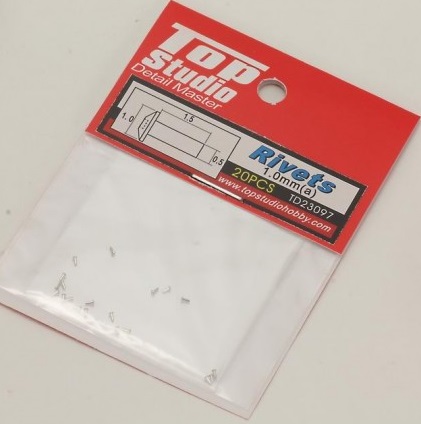 Top
Studio
Detail Master
1.5
1.0
0.5
Rivets
1.0mm(a)
20PCS TD23097
www.topstudiohobby.com